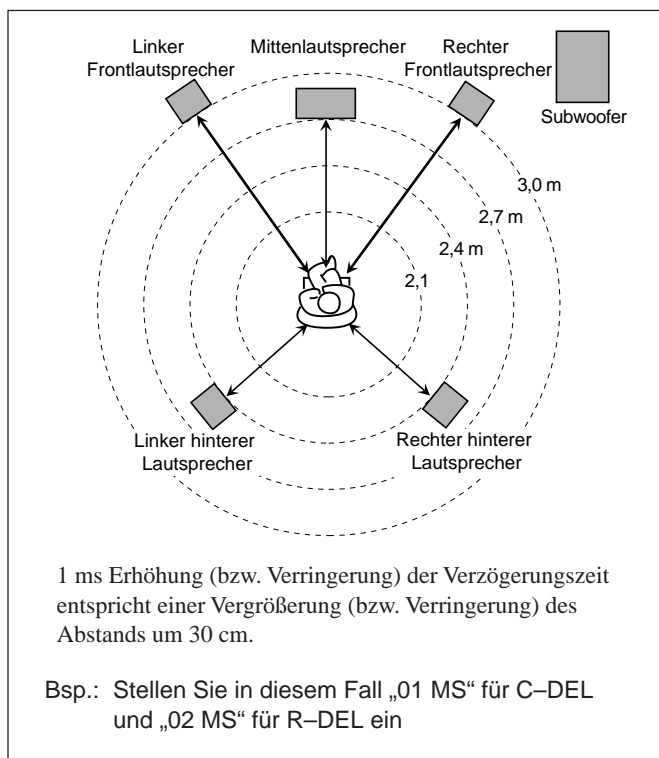 Linker
Frontlautsprecher
Mittenlautsprecher
Rechter
Frontlautsprecher
Subwoofer
3,0 m
2,7 m
2,4 m
2,1
Linker hinterer
Lautsprecher
Rechter hinterer
Lautsprecher
1 ms Erhöhung (bzw. Verringerung) der Verzögerungszeit
entspricht einer Vergrößerung (bzw. Verringerung) des
Abstands um 30 cm.
Bsp.: Stellen Sie in diesem Fall „01 MS“ für C–DEL
und „02 MS“ für R–DEL ein